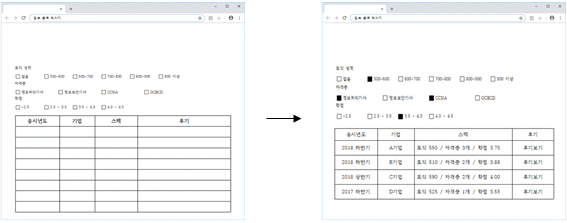 토익 성적
없음 500-600 600-700 700-800 800-900 900 이상
자격증
정보처리기사 정보보안기사 CCNA OCBCD
학점
~2.5 2.5 - 3.5 3.5 - 4.0 4.0 - 4.5
응시년도 기업 스펙 후기
토익 성적
없음 500-600 600-700 700-800 800-900 900 이상
자격증
정보처리기사 정보보안기사 CCNA OCBCD
학점
~2.5 2.5 - 3.5 3.5 - 4.0 4.0 - 4.5
응시년도 기업 스펙 후기
2018 하반기 A기업 토익 550 / 자격증 3개 / 학점 3.75 후기보기
2018 하반기 B기업 토익 510 / 자격증 2개 / 학점 3.88 후기보기
2018 상반기 C기업 토익 590 / 자격증 2개 / 학점 4.00 후기보기
2017 하반기 D기업 토익 525 / 자격증 1개 / 학점 3.55 후기보기